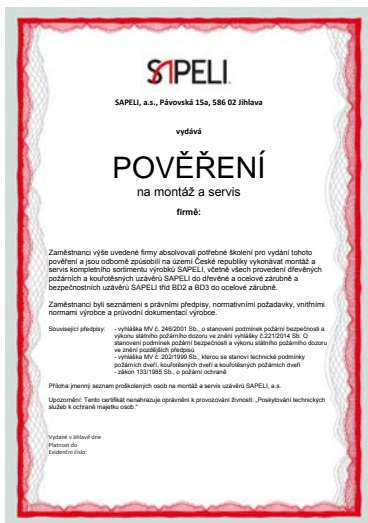 SAPELI
SAPELI, a.s., Pávovská 15a, 586 02 Jihlava
vydává
POVĚŘENÍ
na montáž a servis
firmě:
Zaměstnanci výše uvedené firmy absolvovali potřebné školení pro vydání tohoto
pověření a jsou odborně způsobilí na území České republiky vykonávat montáž a
servis kompletního sortimentu výrobků SAPELI, včetně všech provedení dřevěných
požárních a kouřotěsných uzávěrů SAPELI do dřevěné a ocelové zárubně a
bezpečnostních uzávěrů SAPELI tříd BD2 a BD3 do ocelové zárubně.
Zaměstnanci byli seznámeni s právními předpisy, normativními požadavky, vnitřními
normami výrobce a průvodní dokumentací výrobce.
Související předpisy: - vyhláška MV č. 246/2001 Sb., o stanovení podmínek požární bezpečnosti a
výkonu státního požárního dozoru ve znění vyhlášky č.221/2014 Sb. O
stanovení podmínek požární bezpečnosti a výkonu státního požárního dozoru
ve znění pozdějších předpisů
- vyhláška MV č. 202/1999 Sb., kterou se stanoví technické podmínky
požárních dveří, kouřotěsných dveří a kouřotěsných požárních dveří
- zákon 133/1985 Sb., o požární ochraně
Příloha:jmenný seznam proškolených osob na montáž a servis uzávěrů SAPELI, a.s.
Upozornění: Tento certifikát nenahrazuje oprávnění k provozování živnosti: „Poskytování technických
služeb k ochraně majetku osob."
Vydané v Jihlavě dne
Platnost do
Evidenční číslo: